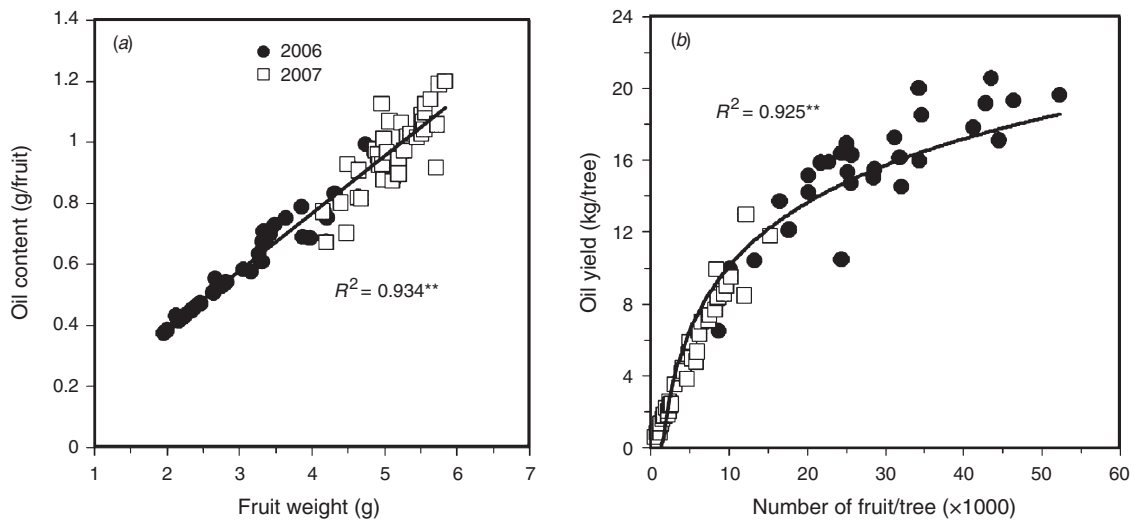 (a)
2006
2007
R² = 0.934**
Oil content (g/fruit)
1.4
1.2
1
0.8
0.6
0.4
0.2
0
1 2 3 4 5 6 7
Fruit weight (g)
(b)
R² = 0.925**
Oil yield (kg/tree)
24
20
16
12
8
4
0
0 10 20 30 40 50 60
Number of fruit/tree (×1000)